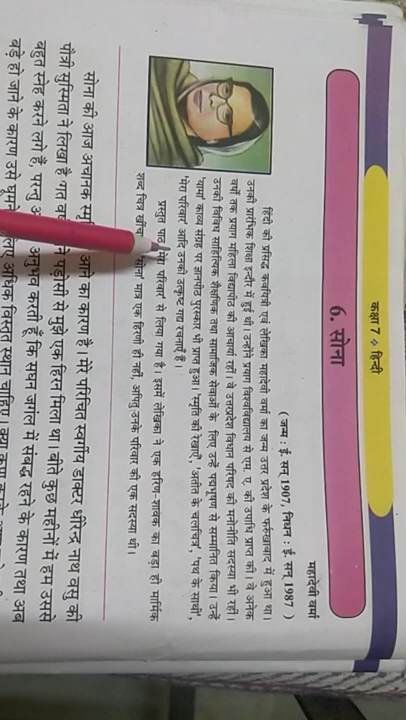 कक्षा 7 ❖ हिन्दी
6. सोना
महादेवी वर्मा
( जन्म : ई. सन् 1907, निधन : ई. सन् 1987 )
हिंदी की प्रसिद्ध कवयित्री एवं लेखिका महादेवी वर्मा का जन्म उत्तर प्रदेश के फर्रुखाबाद में हुआ था।
उनकी प्रारंभिक शिक्षा इन्दौर में हुई थी। उन्होंने प्रयाग विश्वविद्यालय से एम. ए. की उपाधि प्राप्त की। वे अनेक
वर्षों तक प्रयाग महिला विद्यापीठ की आचार्या रहीं। वे उत्तरप्रदेश विधान परिषद की मनोनीति सदस्या भी रहीं।
उनकी विविध साहित्यिक शैक्षणिक तथा सामाजिक सेवाओं के लिए उन्हें पद्मभूषण से सम्मानित किया। उन्हें
'यामा' काव्य संग्रह पर ज्ञानपीठ पुरस्कार भी प्राप्त हुआ। 'स्मृति की रेखाएँ', 'अतीत के चलचित्र', 'पथ के साथी',
'मेरा परिवार' आदि उनकी उत्कृष्ट गद्य रचनाएँ हैं।
प्रस्तुत पाठ 'मेरा परिवार' से लिया गया है। इसमें लेखिका ने एक हरिण-शावक का बड़ा ही मार्मिक
शब्द चित्र खींचा 'सोना' मात्र एक हिरणी ही नहीं, अपितु उनके परिवार की एक सदस्या थी।
सोना की आज अचानक स्मृति आने का कारण है। मेरे परिचित स्वर्गीय डाक्टर धीरेन्द्र नाथ वसु की
पौत्री सुस्मिता ने लिखा है 'गत वर्ष पड़ोसी से मुझे एक हिरन मिला था। बीते कुछ महीनों में हम उससे
बहुत स्नेह करने लगे हैं, परन्तु अनुभव करती हूँ कि सघन जंगल में संबद्ध रहने के कारण तथा अब
बड़े हो जाने के कारण उसे घूमने लिए अधिक विस्तृत स्थान चाहिए।